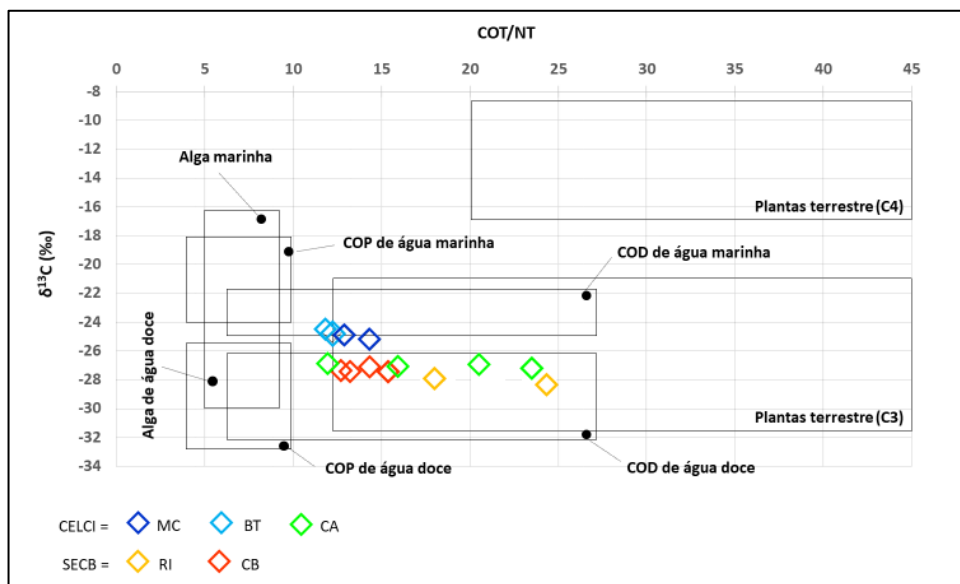 COT/NT
0 5 10 15 20 25 30 35 40 45
-8
-10
-12
-14
-16
-18
-20
-22
-24
-26
-28
-30
-32
-34
δ¹³C (‰)
Alga marinha
Plantas terrestre (C4)
COP de água marinha
COD de água marinha
Alga de água doce
Plantas terrestre (C3)
COP de água doce
COD de água doce
CELCI = MC BT CA
SECB = RI CB